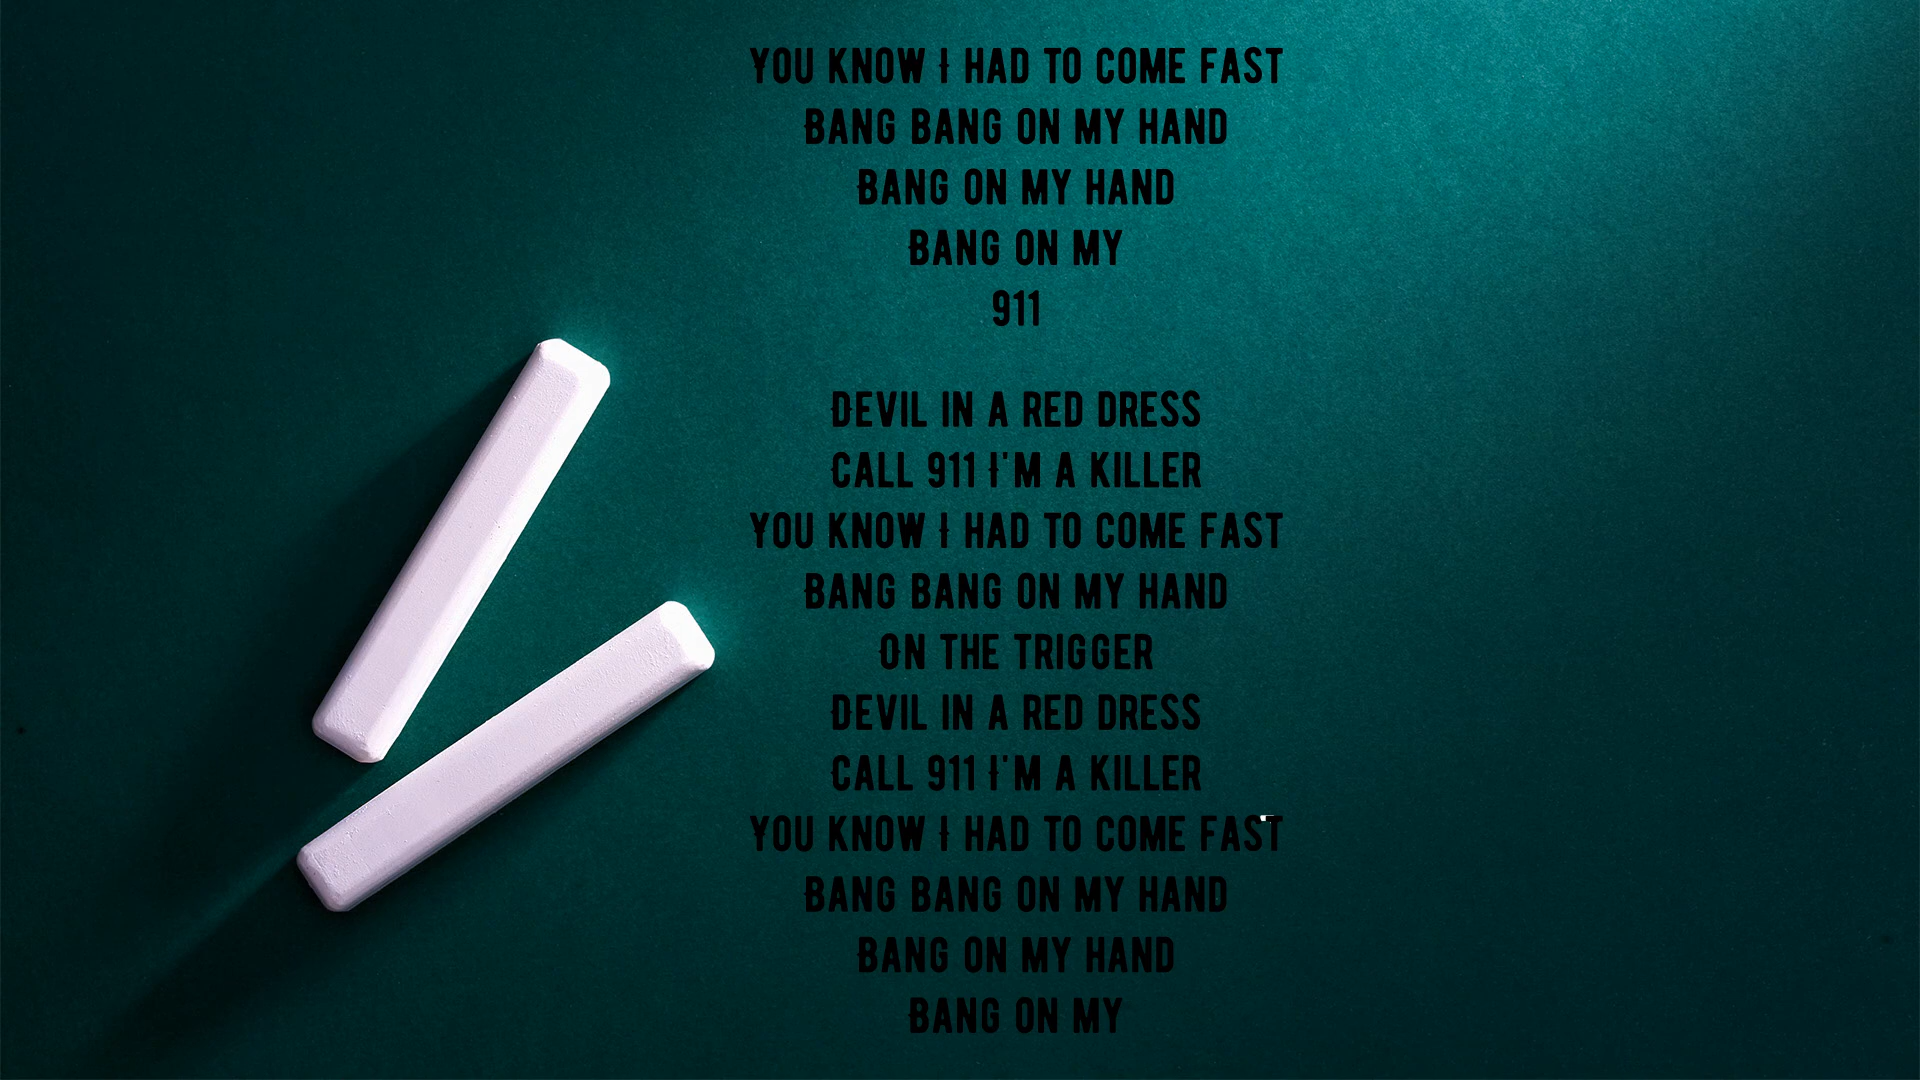 You know I had to come fast
Bang bang on my hand
Bang on my hand
Bang on my
911
Devil in a red dress
Call 911 I'm a killer
You know I had to come fast
Bang bang on my hand
On the trigger
Devil in a red dress
Call 911 I'm a killer
You know I had to come fast
Bang bang on my hand
Bang on my hand
Bang on my